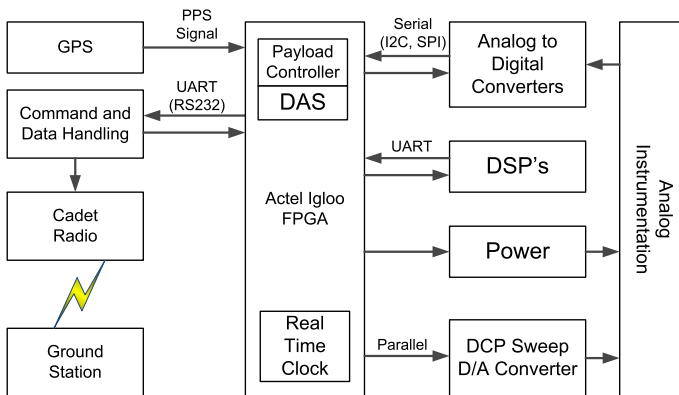 GPS
PPS
Signal
Command and
Data Handling
UART
(RS232)
Cadet
Radio
Ground
Station
Payload
Controller
DAS
Actel Igloo
FPGA
Real
Time
Clock
Serial
(I2C, SPI)
UART
Parallel
Analog to
Digital
Converters
DSP's
Power
DCP Sweep
D/A Converter
Analog
Instrumentation